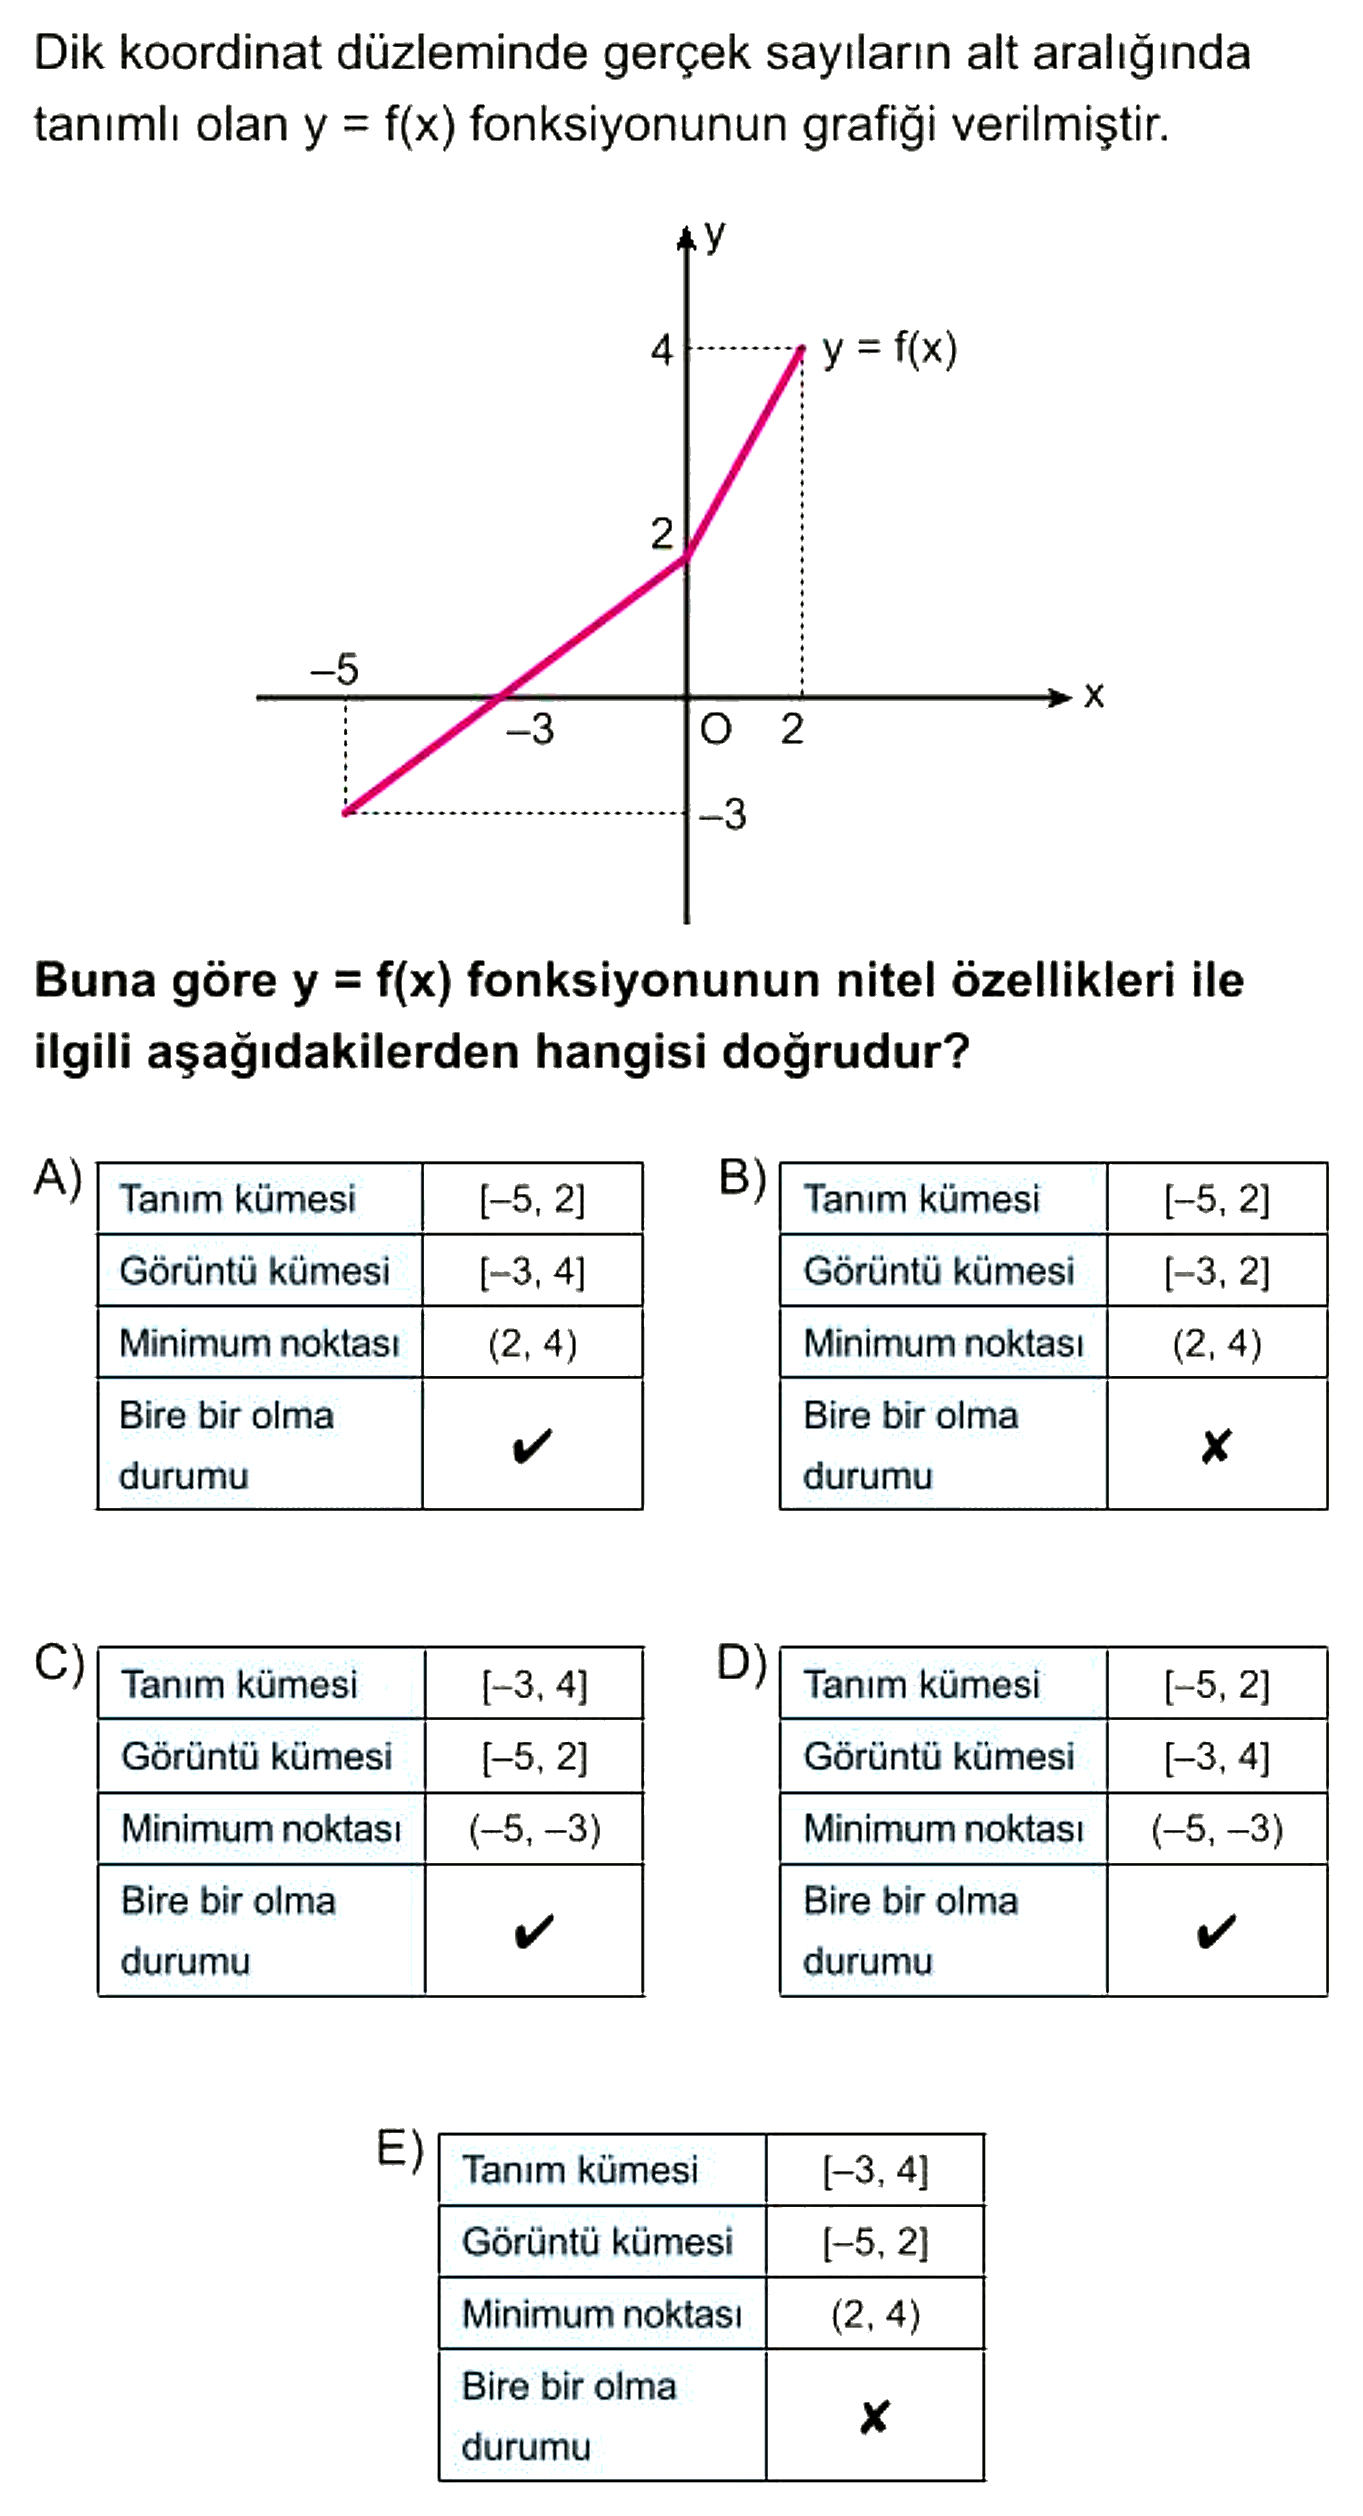 Dik koordinat düzleminde gerçek sayıların alt aralığında
tanımlı olan y = f(x) fonksiyonunun grafiği verilmiştir.
y
4
y = f(x)
2
–5
x
–3
O
2
–3
Buna göre y = f(x) fonksiyonunun nitel özellikleri ile
ilgili aşağıdakilerden hangisi doğrudur?
A)
Tanım kümesi [–5, 2]
Görüntü kümesi [–3, 4]
Minimum noktası (2, 4)
Bire bir olma
durumu ✔
B)
Tanım kümesi [–5, 2]
Görüntü kümesi [–3, 2]
Minimum noktası (2, 4)
Bire bir olma
durumu ✘
C)
Tanım kümesi [–3, 4]
Görüntü kümesi [–5, 2]
Minimum noktası (–5, –3)
Bire bir olma
durumu ✔
D)
Tanım kümesi [–5, 2]
Görüntü kümesi [–3, 4]
Minimum noktası (–5, –3)
Bire bir olma
durumu ✔
E)
Tanım kümesi [–3, 4]
Görüntü kümesi [–5, 2]
Minimum noktası (2, 4)
Bire bir olma
durumu ✘